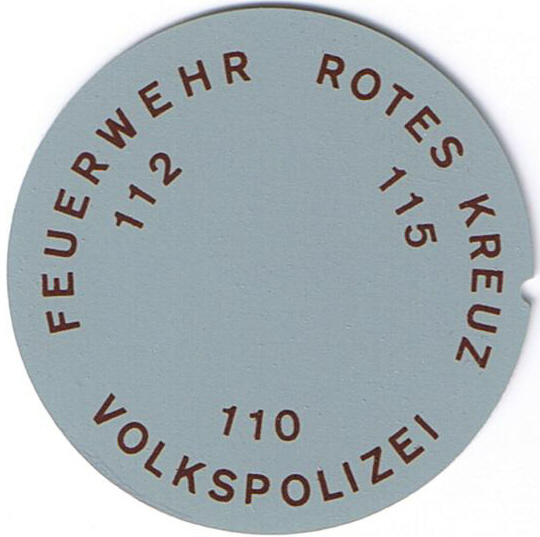 FEUERWEHR
112
ROTES KREUZ
115
110
VOLKSPOLIZEI